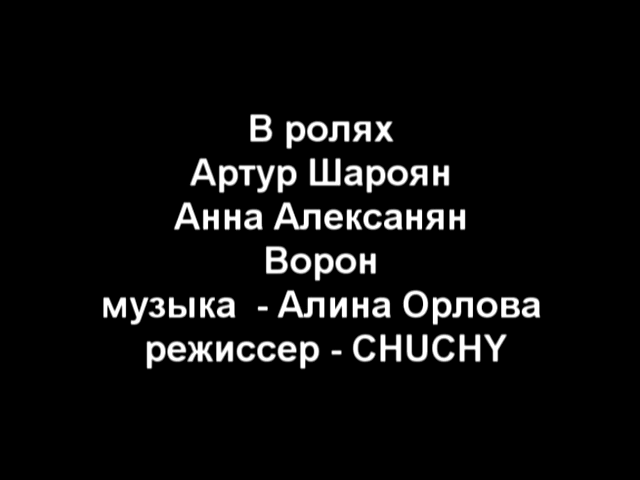 В ролях
Артур Шароян
Анна Алексанян
Ворон
музыка - Алина Орлова
режиссер - CHUCHY